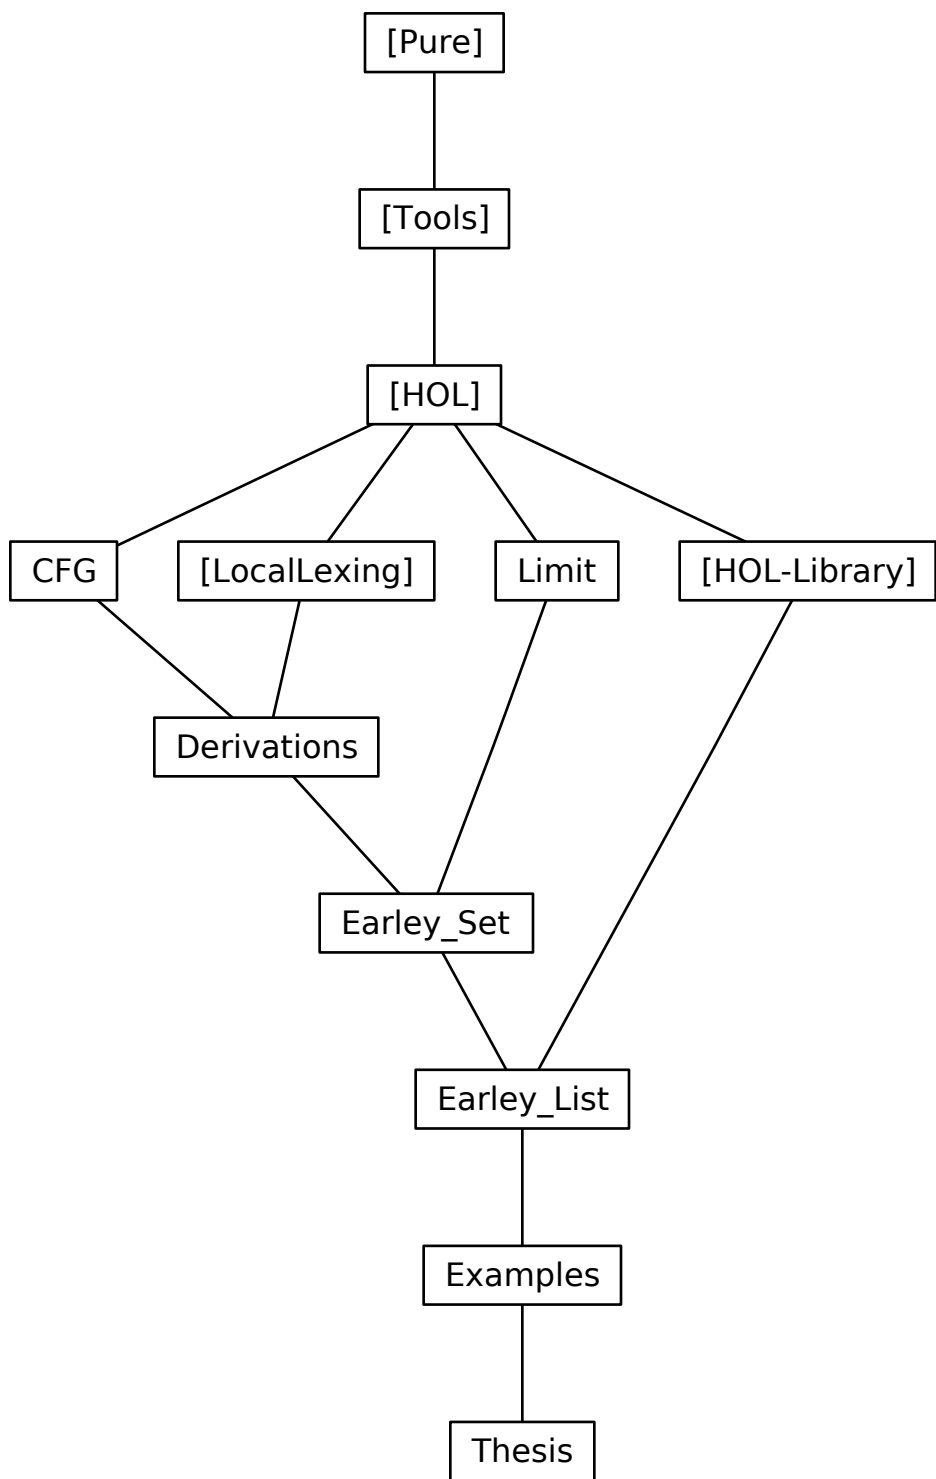 [Pure]
[Tools]
[HOL]
CFG
[LocalLexing]
Limit
[HOL-Library]
Derivations
Earley_Set
Earley_List
Examples
Thesis